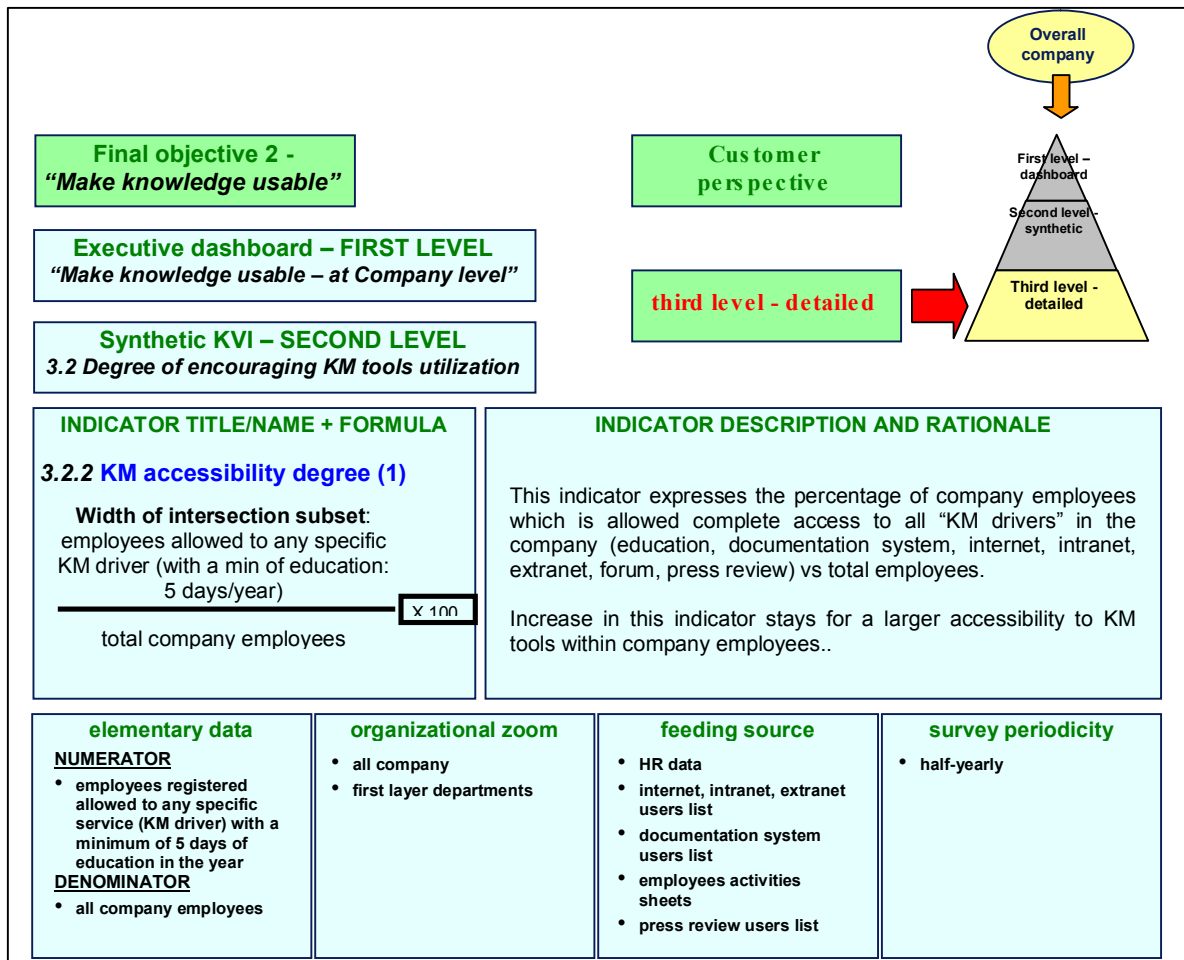 Overall
company
Final objective 2 -
“Make knowledge usable”
Customer
perspective
First level –
dashboard
Second level -
synthetic
Third level -
detailed
Executive dashboard – FIRST LEVEL
“Make knowledge usable – at Company level”
third level - detailed
Synthetic KVI – SECOND LEVEL
3.2 Degree of encouraging KM tools utilization
INDICATOR TITLE/NAME + FORMULA
3.2.2 KM accessibility degree (1)
Width of intersection subset:
employees allowed to any specific
KM driver (with a min of education:
5 days/year)
X 100
total company employees
INDICATOR DESCRIPTION AND RATIONALE
This indicator expresses the percentage of company employees
which is allowed complete access to all “KM drivers” in the
company (education, documentation system, internet, intranet,
extranet, forum, press review) vs total employees.
Increase in this indicator stays for a larger accessibility to KM
tools within company employees..
elementary data
NUMERATOR
• employees registered
allowed to any specific
service (KM driver) with a
minimum of 5 days of
education in the year
DENOMINATOR
• all company employees
organizational zoom
• all company
• first layer departments
feeding source
• HR data
• internet, intranet, extranet
users list
• documentation system
users list
• employees activities
sheets
• press review users list
survey periodicity
• half-yearly